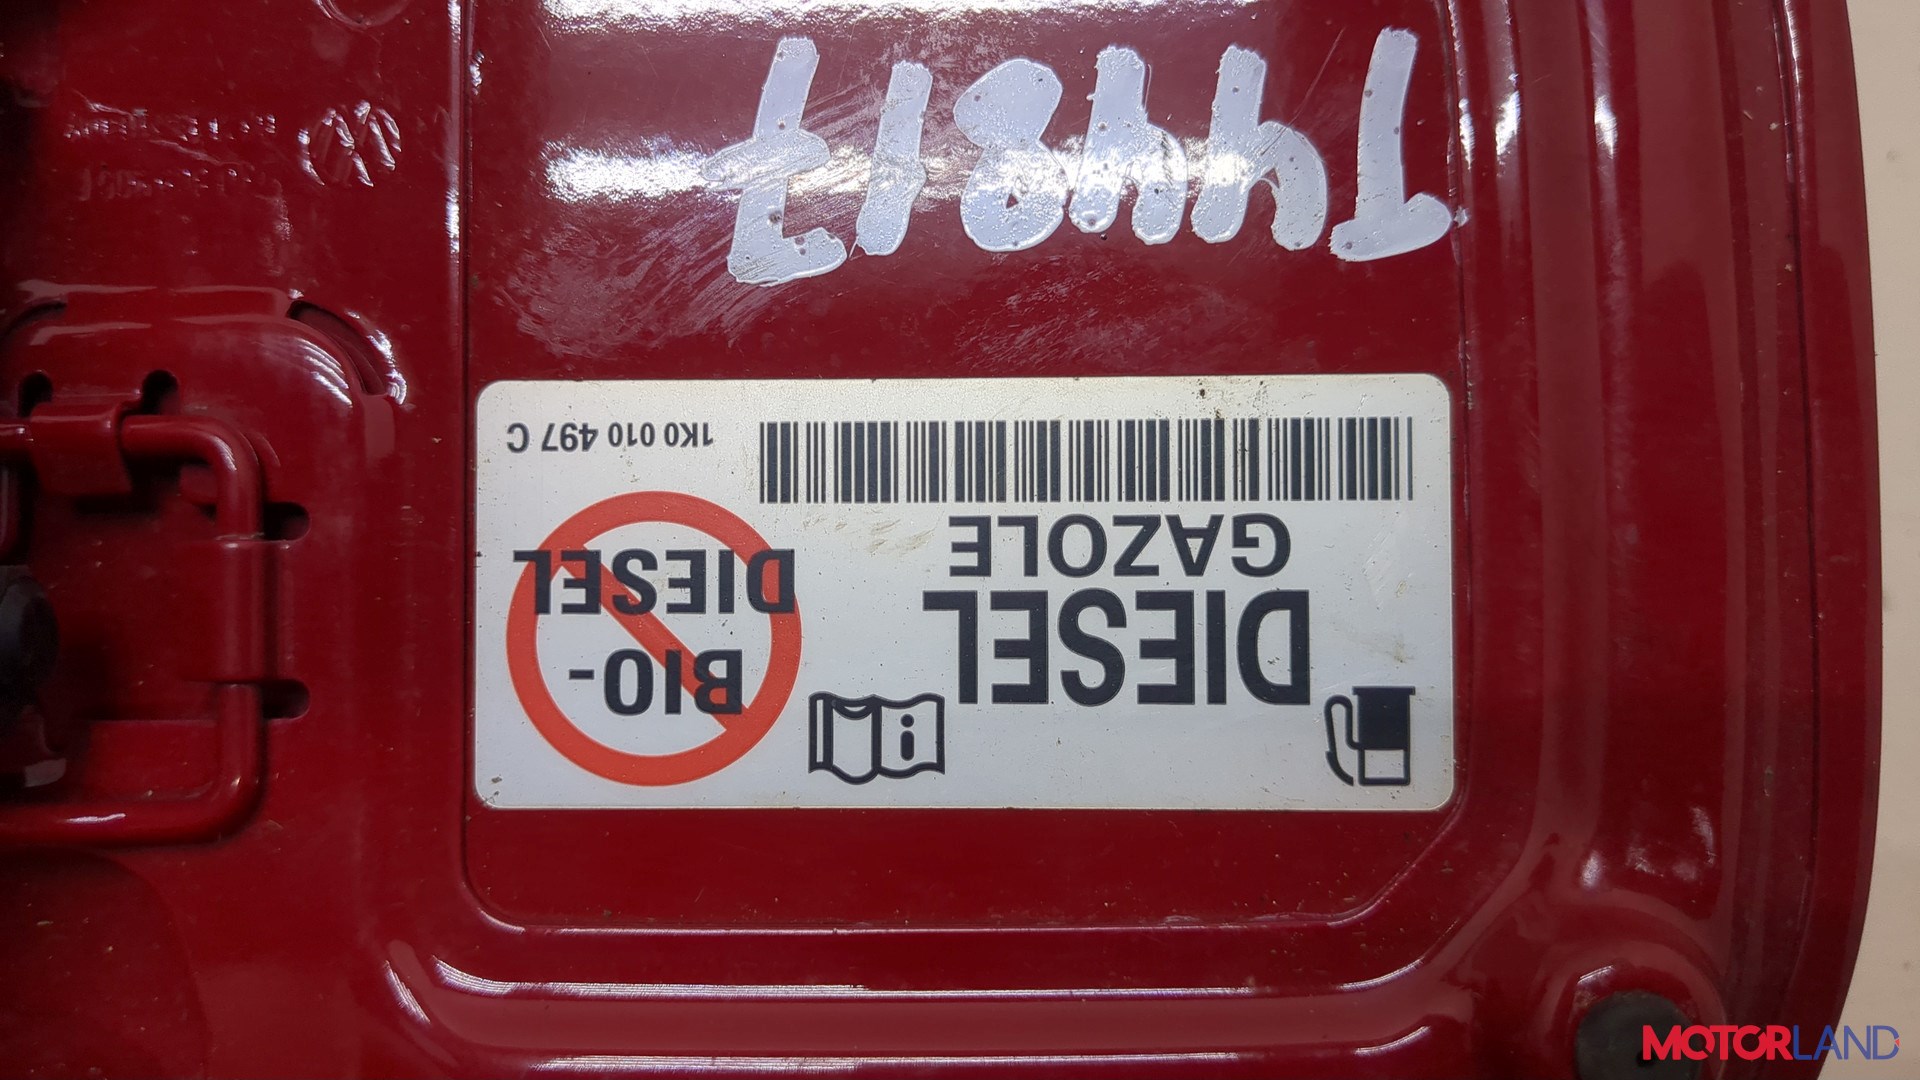 DIESEL
GAZOLE
BIO-
DIESEL
1K0 010 497 C
T44817
MOTORLAND